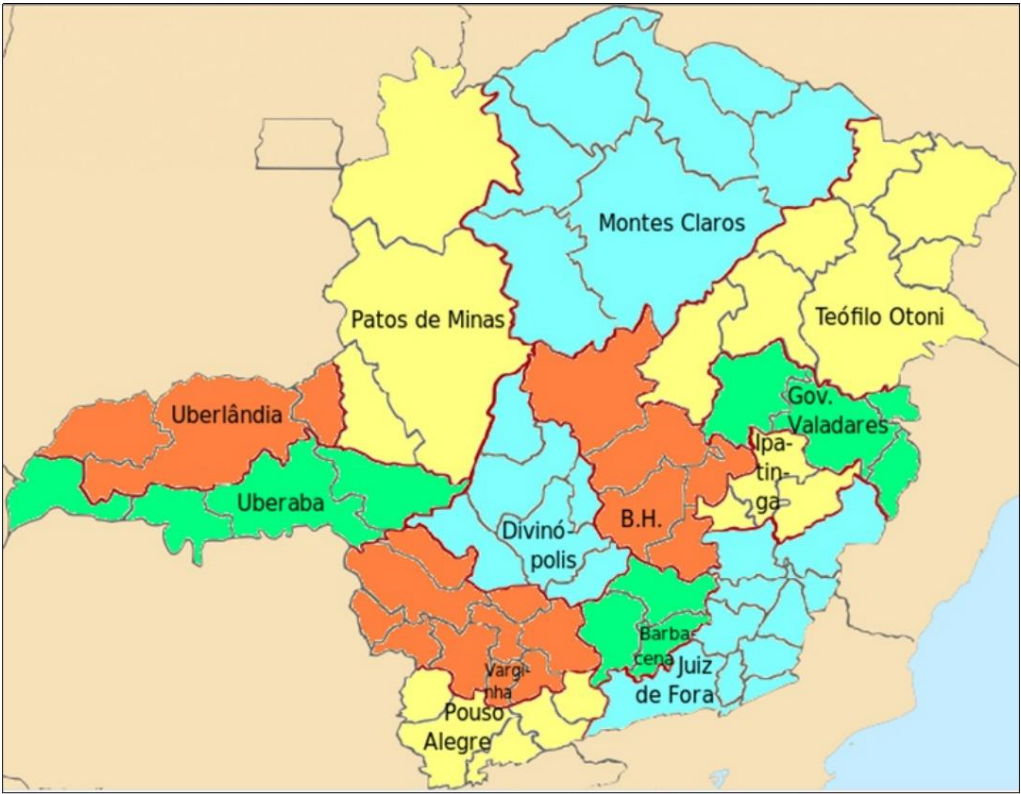 Montes Claros
Patos de Minas
Teófilo Otoni
Uberlândia
Gov.
Valadares
Ipa-
tin-
ga
Uberaba
B.H.
Divinó-
polis
Barba-
cena
Juiz
de Fora
Vargi-
nha
Pouso
Alegre